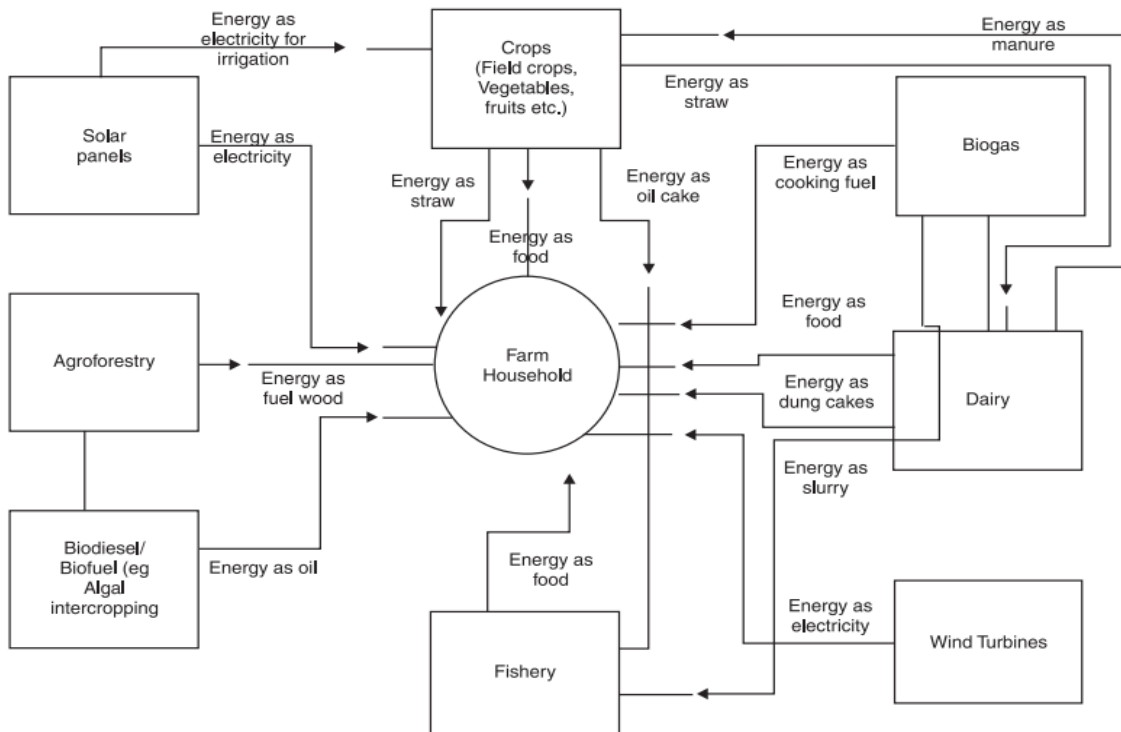 Energy as
electricity for
irrigation
Crops
(Field crops,
Vegetables,
fruits etc.)
Energy as
manure
Energy as
straw
Solar
panels
Energy as
electricity
Biogas
Energy as
cooking fuel
Energy as
straw
Energy as
oil cake
Energy as
food
Agroforestry
Energy as
fuel wood
Farm
Household
Energy as
food
Energy as
dung cakes
Dairy
Energy as
slurry
Biodiesel/
Biofuel (eg
Algal
intercropping
Energy as oil
Energy as
food
Fishery
Energy as
electricity
Wind Turbines